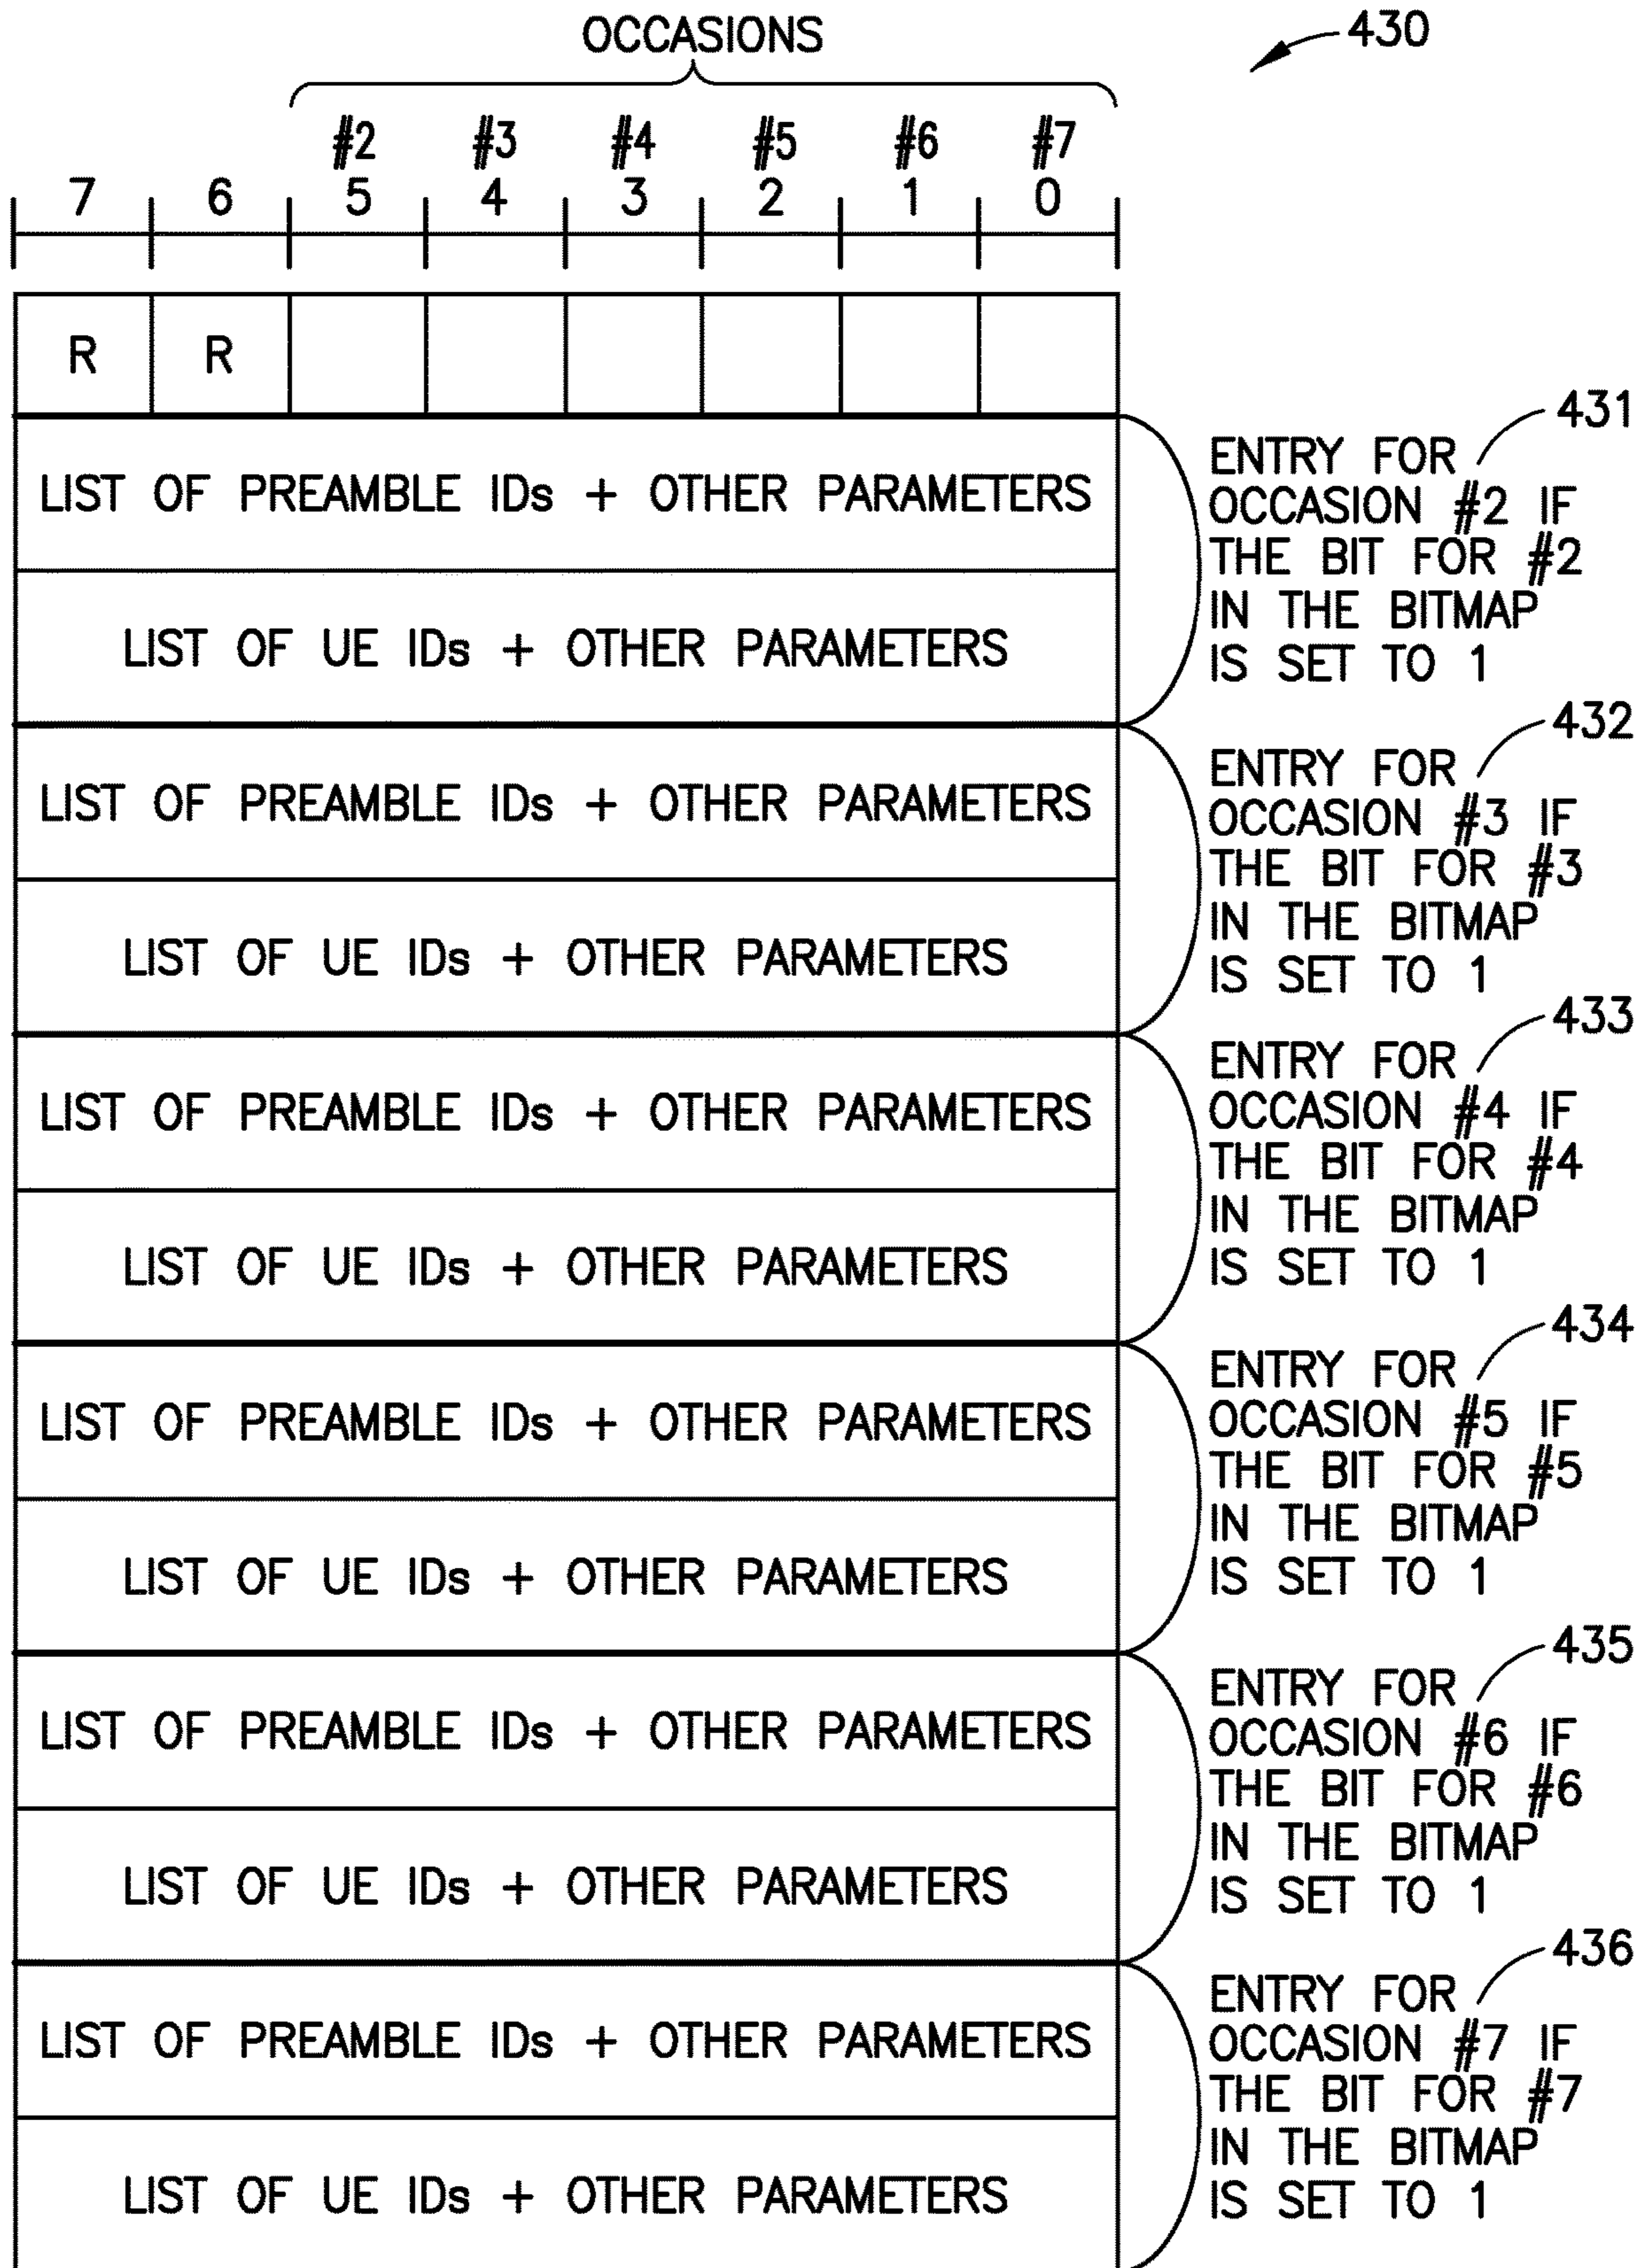 OCCASIONS
430
#2 #3 #4 #5 #6 #7
7 6 5 4 3 2 1 0
R R
431
LIST OF PREAMBLE IDs + OTHER PARAMETERS
LIST OF UE IDs + OTHER PARAMETERS
ENTRY FOR
OCCASION #2 IF
THE BIT FOR #2
IN THE BITMAP
IS SET TO 1
432
LIST OF PREAMBLE IDs + OTHER PARAMETERS
LIST OF UE IDs + OTHER PARAMETERS
ENTRY FOR
OCCASION #3 IF
THE BIT FOR #3
IN THE BITMAP
IS SET TO 1
433
LIST OF PREAMBLE IDs + OTHER PARAMETERS
LIST OF UE IDs + OTHER PARAMETERS
ENTRY FOR
OCCASION #4 IF
THE BIT FOR #4
IN THE BITMAP
IS SET TO 1
434
LIST OF PREAMBLE IDs + OTHER PARAMETERS
LIST OF UE IDs + OTHER PARAMETERS
ENTRY FOR
OCCASION #5 IF
THE BIT FOR #5
IN THE BITMAP
IS SET TO 1
435
LIST OF PREAMBLE IDs + OTHER PARAMETERS
LIST OF UE IDs + OTHER PARAMETERS
ENTRY FOR
OCCASION #6 IF
THE BIT FOR #6
IN THE BITMAP
IS SET TO 1
436
LIST OF PREAMBLE IDs + OTHER PARAMETERS
LIST OF UE IDs + OTHER PARAMETERS
ENTRY FOR
OCCASION #7 IF
THE BIT FOR #7
IN THE BITMAP
IS SET TO 1